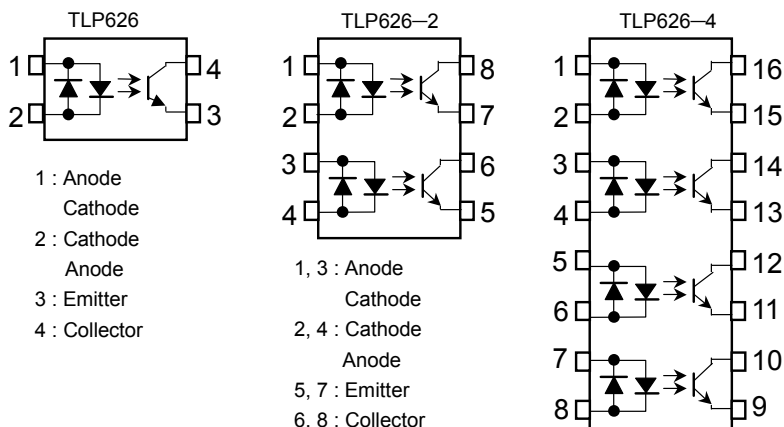 TLP626
1
2
4
3
1 : Anode
Cathode
2 : Cathode
Anode
3 : Emitter
4 : Collector
TLP626—2
1
2
3
4
8
7
6
5
1, 3 : Anode
Cathode
2, 4 : Cathode
Anode
5, 7 : Emitter
6, 8 : Collector
TLP626-4
1
2
3
4
5
6
7
8
16
15
14
13
12
11
10
9